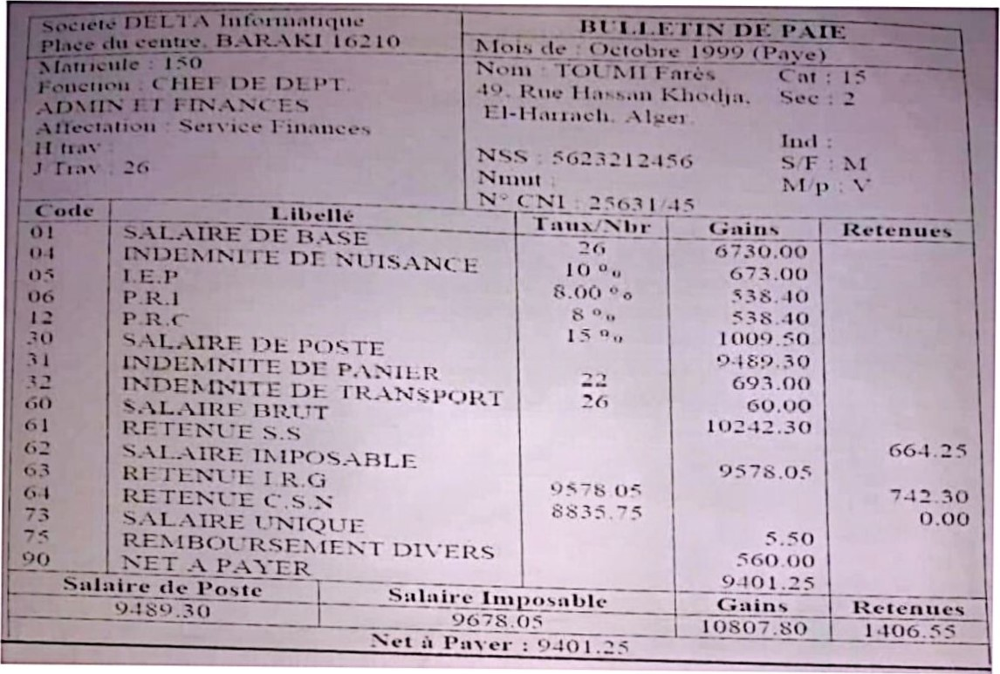 Société DELTA Informatique
Place du centre, BARAKI 16210
Matricule : 150
Fonction : CHEF DE DEPT.
ADMIN ET FINANCES
Affectation : Service Finances
H trav :
J Trav : 26
BULLETIN DE PAIE
Mois de : Octobre 1999 (Paye)
Nom : TOUMI Farès Cat : 15
49, Rue Hassan Khodja, Sec : 2
El-Harrach, Alger.
Ind :
NSS : 5623212456 S/F : M
Nmut : M/p : V
N° CNI : 25631/45
Code Libellé Taux/Nbr Gains Retenues
01 SALAIRE DE BASE 26 6730.00
04 INDEMNITE DE NUISANCE 10 % 673.00
05 I.E.P 8.00 % 538.40
06 P.R.I 8 % 538.40
12 P.R.C 15 % 1009.50
30 SALAIRE DE POSTE 9489.30
31 INDEMNITE DE PANIER 22 693.00
32 INDEMNITE DE TRANSPORT 26 60.00
60 SALAIRE BRUT 10242.30
61 RETENUE S.S 664.25
62 SALAIRE IMPOSABLE 9578.05
63 RETENUE I.R.G 9578.05 742.30
64 RETENUE C.S.N 8835.75 0.00
73 SALAIRE UNIQUE 5.50
75 REMBOURSEMENT DIVERS 560.00
90 NET A PAYER 9401.25
Salaire de Poste Salaire Imposable Gains Retenues
9489.30 9678.05 10807.80 1406.55
Net à Payer : 9401.25